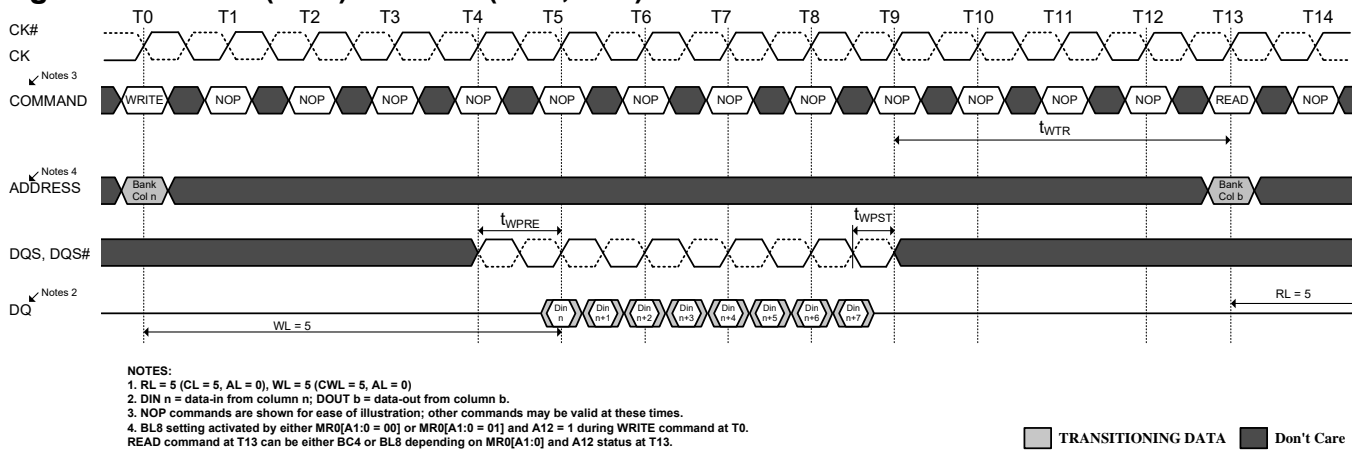 T0 T1 T2 T3 T4 T5 T6 T7 T8 T9 T10 T11 T12 T13 T14
CK#
CK
Notes 3
COMMAND WRITE NOP NOP NOP NOP NOP NOP NOP NOP NOP NOP NOP NOP READ NOP
tWTR
Notes 4
ADDRESS Bank Col n Bank Col b
tWPRE tWPST
DQS, DQS#
Notes 2
DQ Din n Din n+1 Din n+2 Din n+3 Din n+4 Din n+5 Din n+6 Din n+7
RL = 5
WL = 5
NOTES:
1. RL = 5 (CL = 5, AL = 0), WL = 5 (CWL = 5, AL = 0)
2. DIN n = data-in from column n; DOUT b = data-out from column b.
3. NOP commands are shown for ease of illustration; other commands may be valid at these times.
4. BL8 setting activated by either MR0[A1:0 = 00] or MR0[A1:0 = 01] and A12 = 1 during WRITE command at T0.
READ command at T13 can be either BC4 or BL8 depending on MR0[A1:0] and A12 status at T13.
TRANSITIONING DATA Don't Care